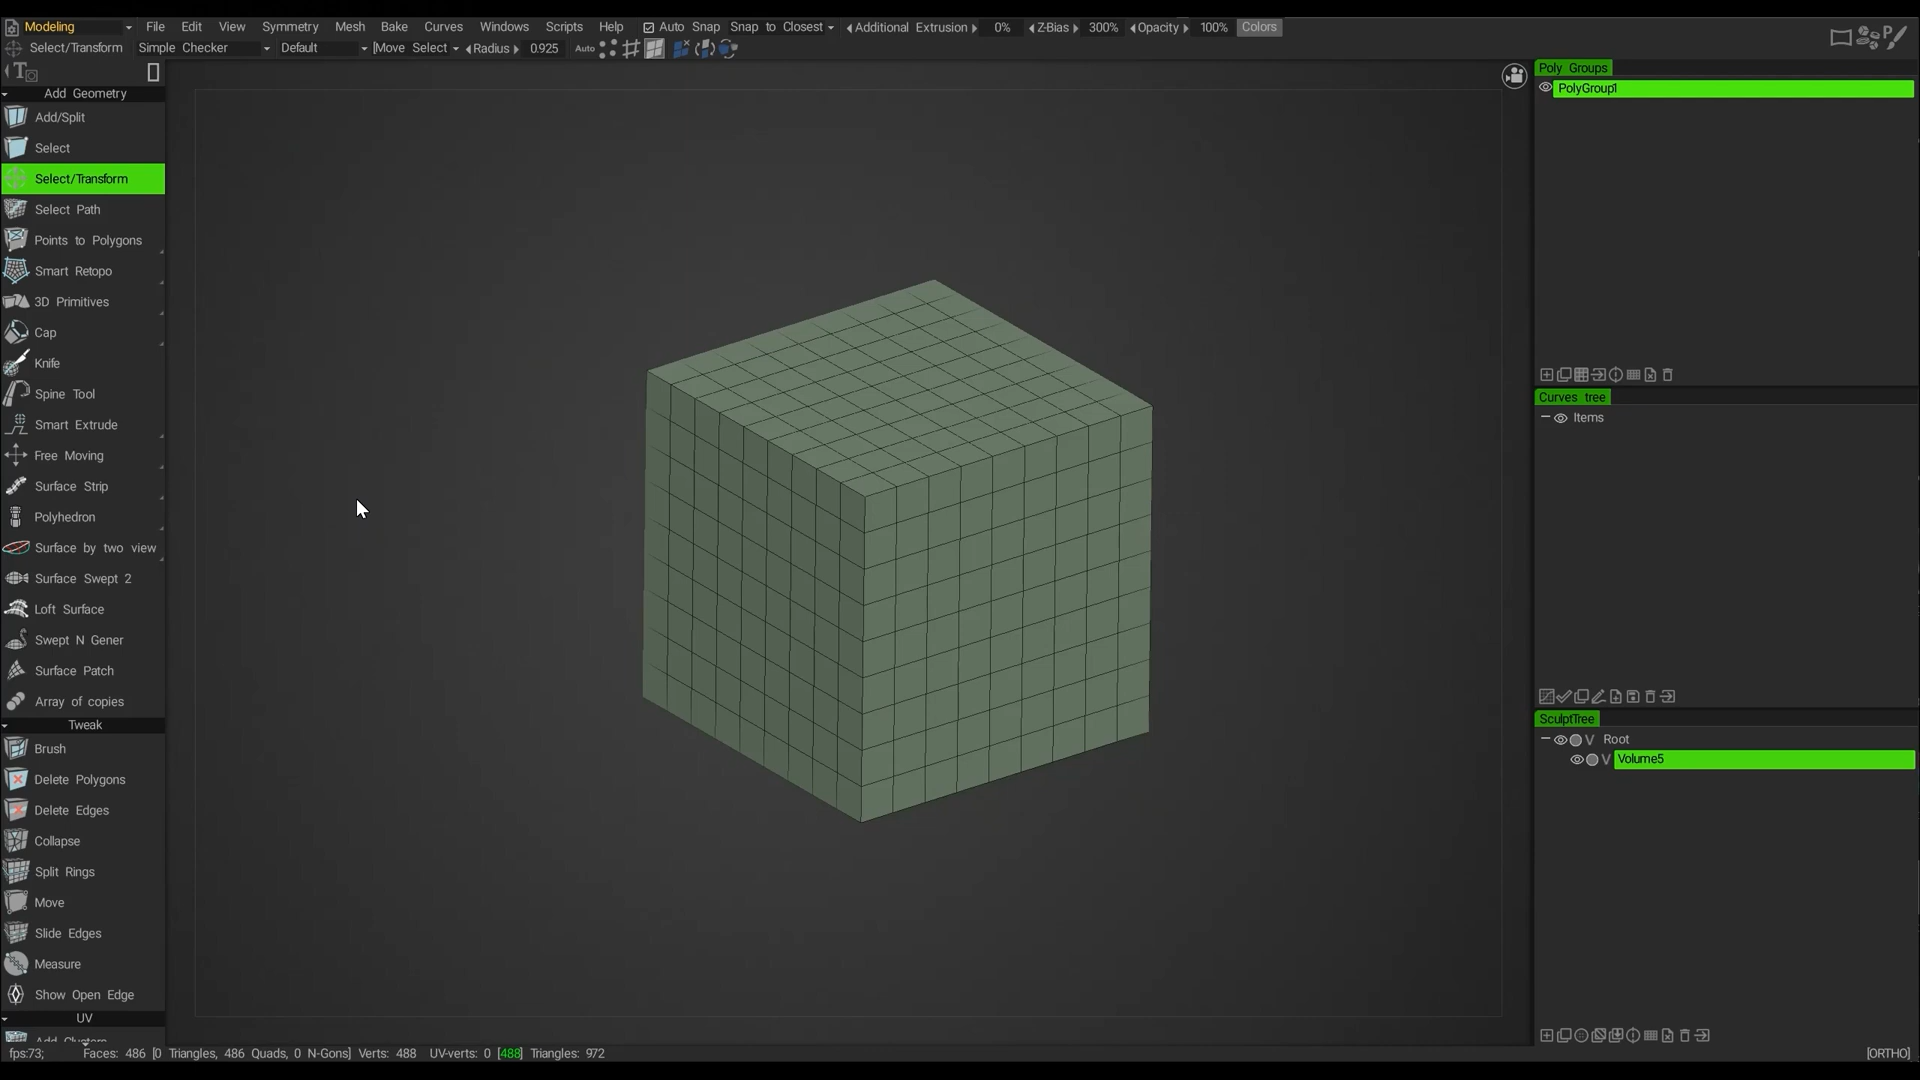 Modeling File Edit View Symmetry Mesh Bake Curves Windows Scripts Help Auto Snap Snap to Closest Additional Extrusion 0% Z-Bias 300% Opacity 100% Colors
Select/Transform Simple Checker Default [Move Select Radius 0.925 Auto
Add Geometry
Add/Split
Select
Select/Transform
Select Path
Points to Polygons
Smart Retopo
3D Primitives
Cap
Knife
Spine Tool
Smart Extrude
Free Moving
Surface Strip
Polyhedron
Surface by two view
Surface Swept 2
Loft Surface
Swept N Gener
Surface Patch
Array of copies
Tweak
Brush
Delete Polygons
Delete Edges
Collapse
Split Rings
Move
Slide Edges
Measure
Show Open Edge
UV
Add Clusters
Poly Groups
PolyGroup1
Curves tree
Items
SculptTree
V Root
V Volume5
fps:73; Faces: 486 [0 Triangles, 486 Quads, 0 N-Gons] Verts: 488 UV-verts: 0 [488] Triangles: 972 [ORTHO]